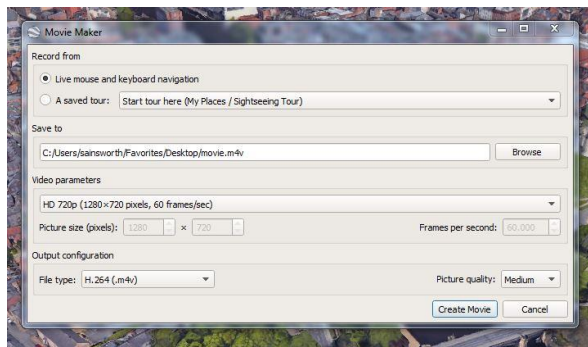 Movie Maker
Record from
Live mouse and keyboard navigation
A saved tour: Start tour here (My Places / Sightseeing Tour)
Save to
C:/Users/sainsworth/Favorites/Desktop/movie.m4v Browse
Video parameters
HD 720p (1280×720 pixels, 60 frames/sec)
Picture size (pixels): 1280 × 720 Frames per second: 60.000
Output configuration
File type: H.264 (.m4v) Picture quality: Medium
Create Movie Cancel